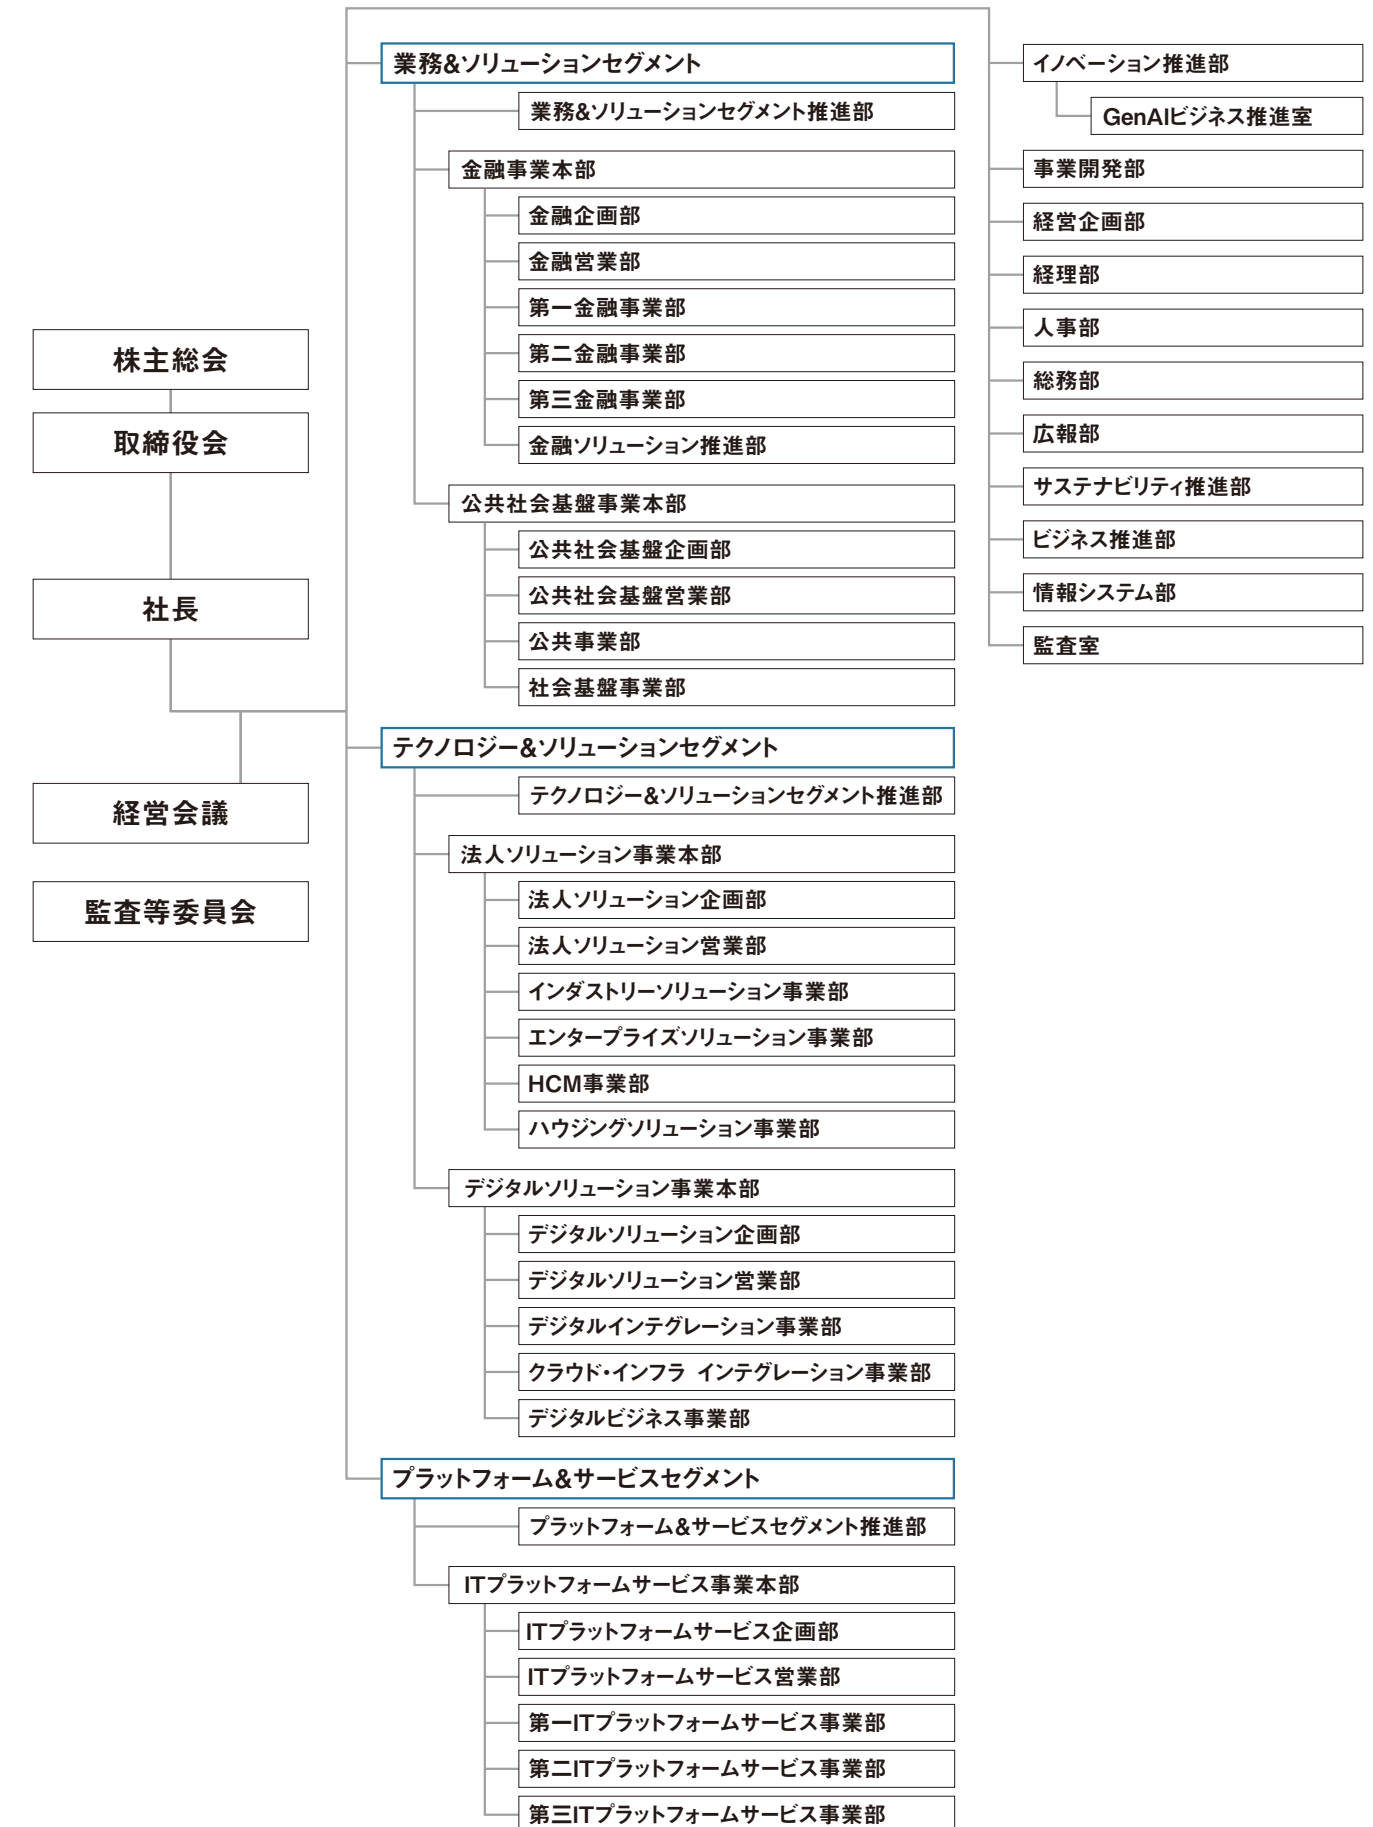 株主総会
取締役会
社長
経営会議
監査等委員会
業務&ソリューションセグメント
業務&ソリューションセグメント推進部
金融事業本部
金融企画部
金融営業部
第一金融事業部
第二金融事業部
第三金融事業部
金融ソリューション推進部
公共社会基盤事業本部
公共社会基盤企画部
公共社会基盤営業部
公共事業部
社会基盤事業部
テクノロジー&ソリューションセグメント
テクノロジー&ソリューションセグメント推進部
法人ソリューション事業本部
法人ソリューション企画部
法人ソリューション営業部
インダストリーソリューション事業部
エンタープライズソリューション事業部
HCM事業部
ハウジングソリューション事業部
デジタルソリューション事業本部
デジタルソリューション企画部
デジタルソリューション営業部
デジタルインテグレーション事業部
クラウド・インフラ インテグレーション事業部
デジタルビジネス事業部
プラットフォーム&サービスセグメント
プラットフォーム&サービスセグメント推進部
ITプラットフォームサービス事業本部
ITプラットフォームサービス企画部
ITプラットフォームサービス営業部
第一ITプラットフォームサービス事業部
第二ITプラットフォームサービス事業部
第三ITプラットフォームサービス事業部
イノベーション推進部
GenAIビジネス推進室
事業開発部
経営企画部
経理部
人事部
総務部
広報部
サステナビリティ推進部
ビジネス推進部
情報システム部
監査室